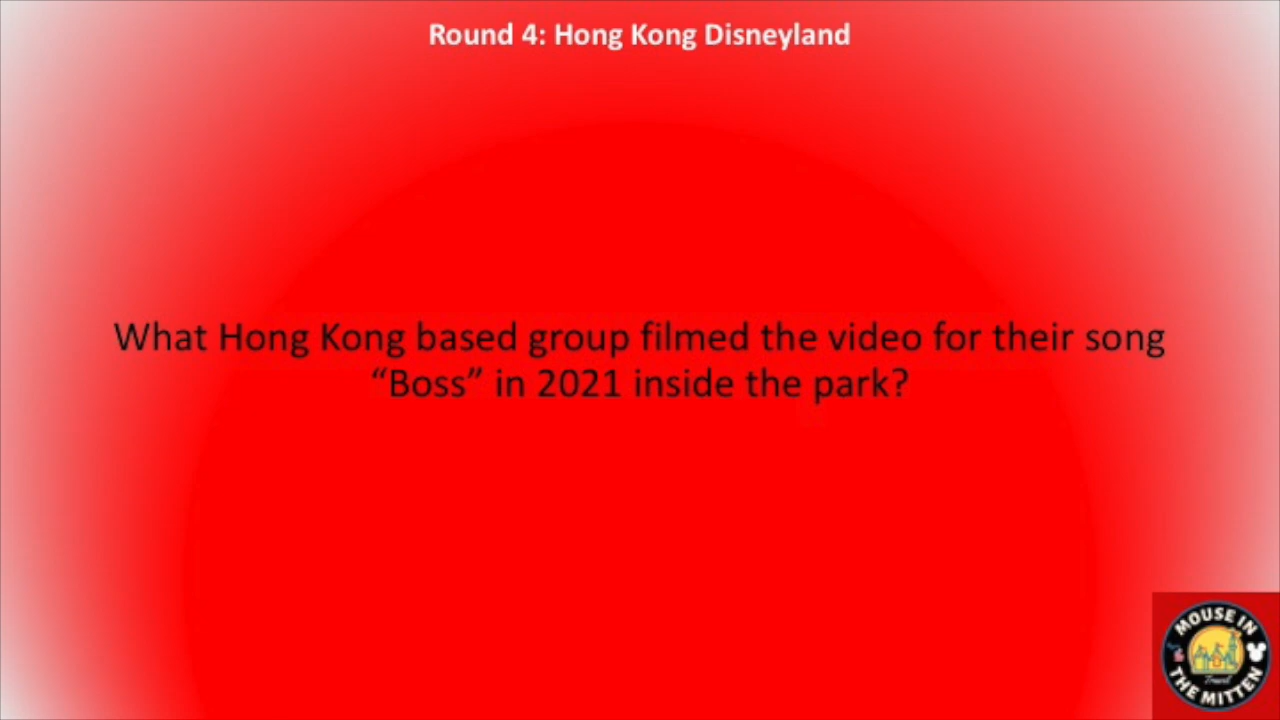 Round 4: Hong Kong Disneyland
What Hong Kong based group filmed the video for their song
“Boss” in 2021 inside the park?
MOUSE IN
Travel
THE MITTEN